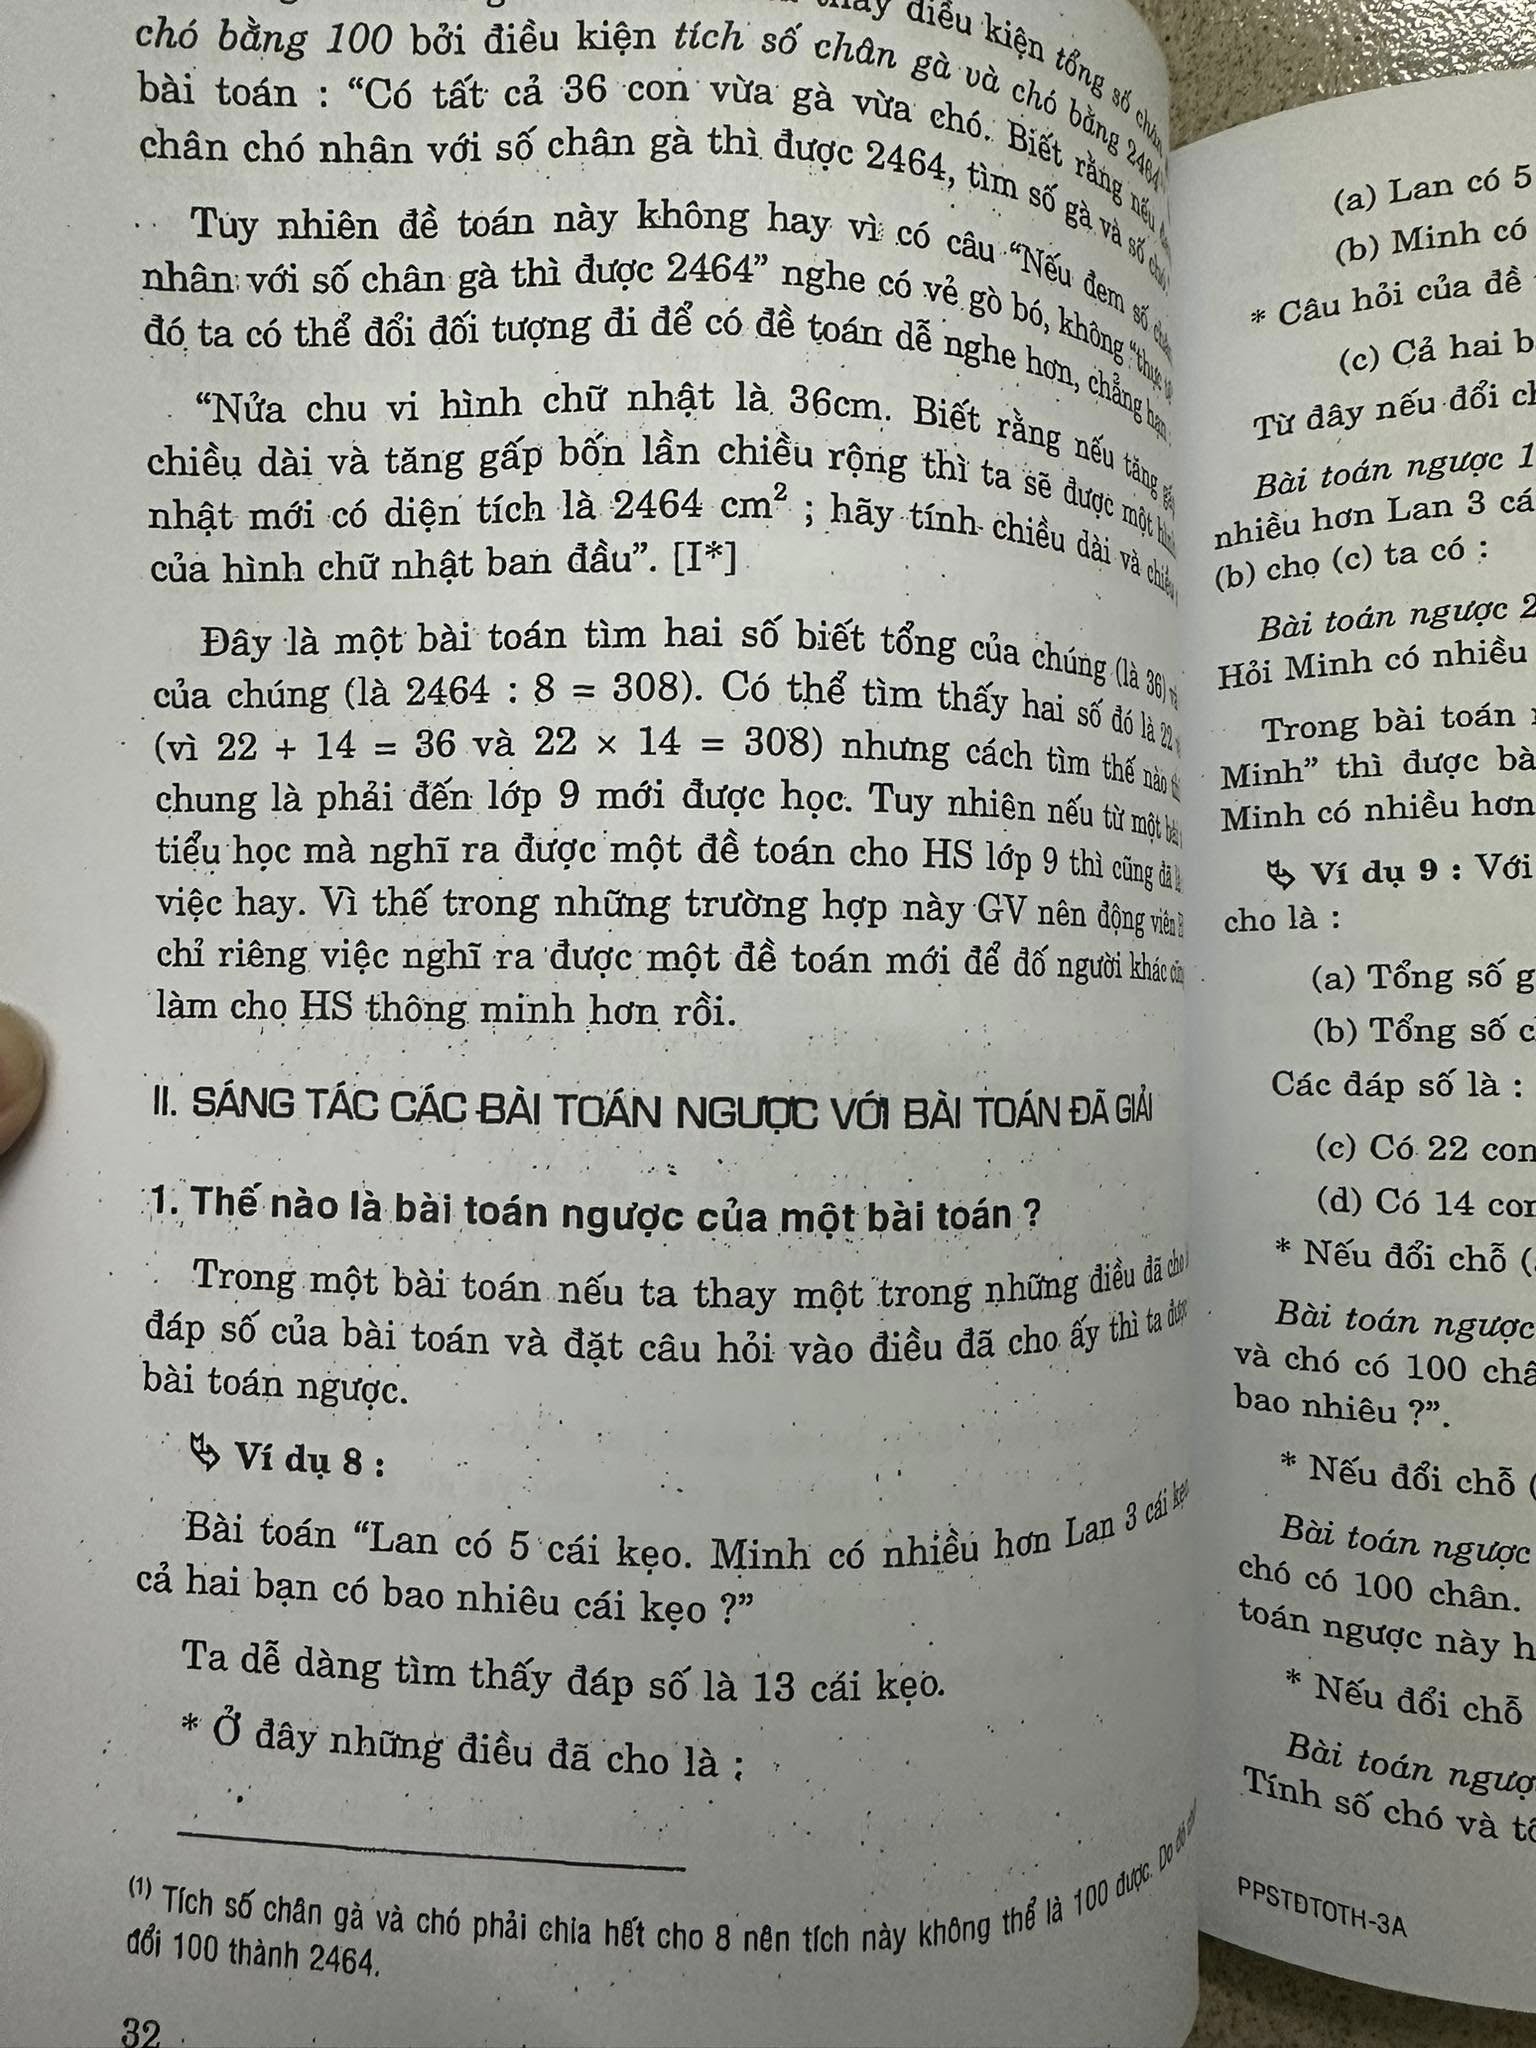 thay điều kiện tổng số chân
chó bằng 100 bởi điều kiện tích số chân gà và chó bằng 2464
bài toán : “Có tất cả 36 con vừa gà vừa chó. Biết rằng nếu
chân chó nhân với số chân gà thì được 2464, tìm số gà và số chó
Tuy nhiên đề toán này không hay vì có câu “Nếu đem số chân
nhân với số chân gà thì được 2464” nghe có vẻ gò bó, không “thực
đó ta có thể đổi đối tượng đi để có đề toán dễ nghe hơn, chẳng hạn
“Nửa chu vi hình chữ nhật là 36cm. Biết rằng nếu tăng gấp
chiều dài và tăng gấp bốn lần chiều rộng thì ta sẽ được một hình
nhật mới có diện tích là 2464 cm² ; hãy tính chiều dài và chiều
của hình chữ nhật ban đầu”. [I*]
Đây là một bài toán tìm hai số biết tổng của chúng (là 36)
của chúng (là 2464 : 8 = 308). Có thể tìm thấy hai số đó là 22
(vì 22 + 14 = 36 và 22 × 14 = 308) nhưng cách tìm thế nào
chung là phải đến lớp 9 mới được học. Tuy nhiên nếu từ một
tiểu học mà nghĩ ra được một đề toán cho HS lớp 9 thì cũng đã
việc hay. Vì thế trong những trường hợp này GV nên động viên
chỉ riêng việc nghĩ ra được một đề toán mới để đố người khác
làm cho HS thông minh hơn rồi.
II. SÁNG TÁC CÁC BÀI TOÁN NGƯỢC VỚI BÀI TOÁN ĐÃ GIẢI
1. Thế nào là bài toán ngược của một bài toán ?
Trong một bài toán nếu ta thay một trong những điều đã cho
đáp số của bài toán và đặt câu hỏi vào điều đã cho ấy thì ta được
bài toán ngược.
Ví dụ 8 :
Bài toán “Lan có 5 cái kẹo. Minh có nhiều hơn Lan 3 cái kẹo
cả hai bạn có bao nhiêu cái kẹo ?”
Ta dễ dàng tìm thấy đáp số là 13 cái kẹo.
* Ở đây những điều đã cho là :
(1) Tích số chân gà và chó phải chia hết cho 8 nên tích này không thể là 100 được. Do đó
đổi 100 thành 2464.
32
(a) Lan có 5
(b) Minh có
* Câu hỏi của đề
(c) Cả hai
Từ đây nếu đổi
Bài toán ngược 1
nhiều hơn Lan 3
(b) cho (c) ta có :
Bài toán ngược 2
Hỏi Minh có nhiều
Trong bài toán
Minh” thì được
Minh có nhiều hơn
Ví dụ 9 : Với
cho là :
(a) Tổng số
(b) Tổng số
Các đáp số là :
(c) Có 22 con
(d) Có 14 con
* Nếu đổi chỗ
Bài toán ngược
và chó có 100
bao nhiêu ?”.
* Nếu đổi chỗ
Bài toán ngược
chó có 100 chân.
toán ngược này
* Nếu đổi chỗ
Bài toán
Tính số chó và
PPSTĐTOTH-3A